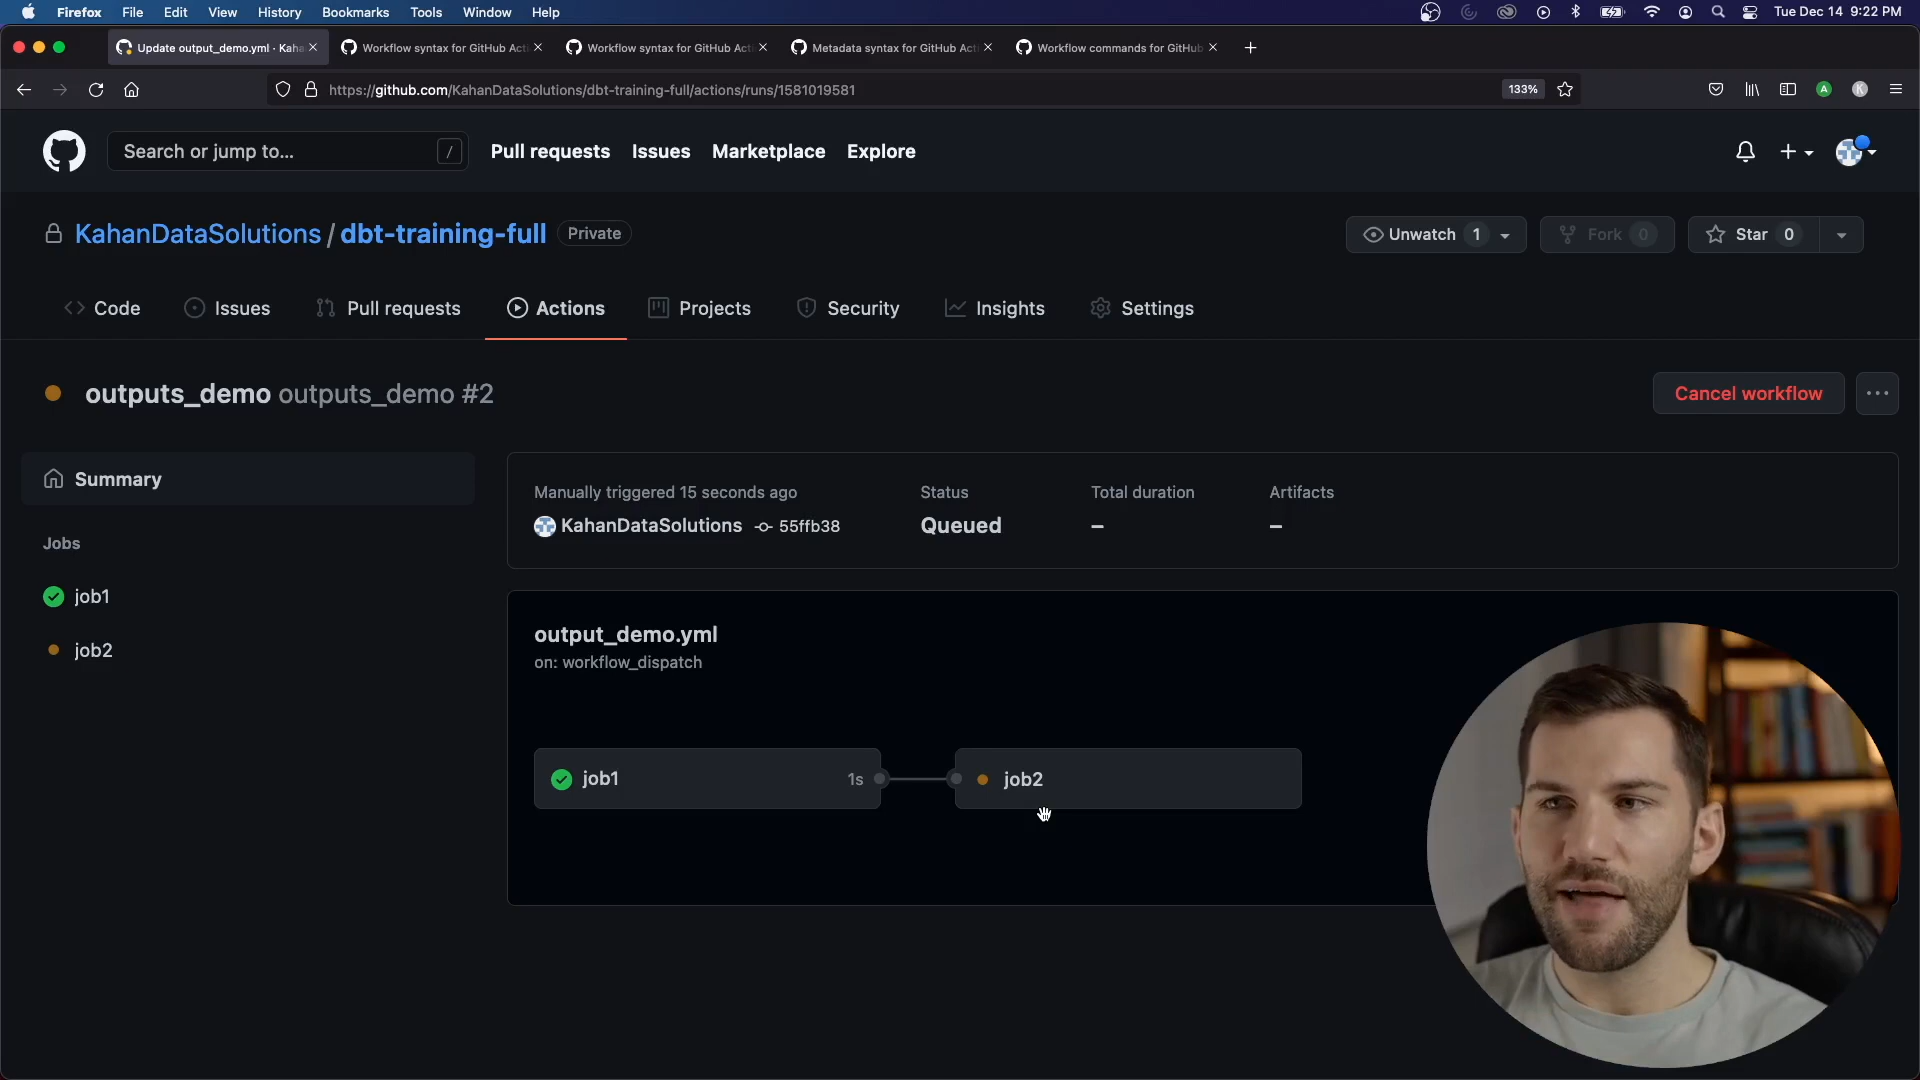 Firefox File Edit View History Bookmarks Tools Window Help Tue Dec 14 9:22 PM
Update output_demo.yml · Kaha Workflow syntax for GitHub Acti Workflow syntax for GitHub Acti Metadata syntax for GitHub Act Workflow commands for GitHub
https://github.com/KahanDataSolutions/dbt-training-full/actions/runs/1581019581 133%
Search or jump to... / Pull requests Issues Marketplace Explore
KahanDataSolutions / dbt-training-full Private Unwatch 1 Fork 0 Star 0
Code Issues Pull requests Actions Projects Security Insights Settings
outputs_demo outputs_demo #2 Cancel workflow
Summary
Manually triggered 15 seconds ago Status Total duration Artifacts
KahanDataSolutions 55ffb38 Queued – –
Jobs
job1
job2
output_demo.yml
on: workflow_dispatch
job1 1s job2